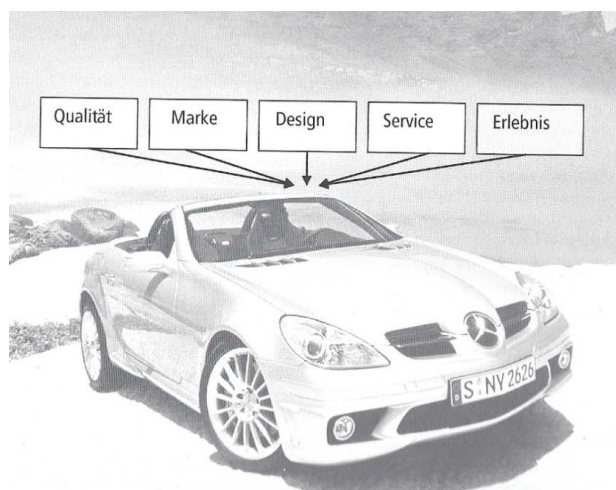 Qualität
Marke
Design
Service
Erlebnis
S NY 2626